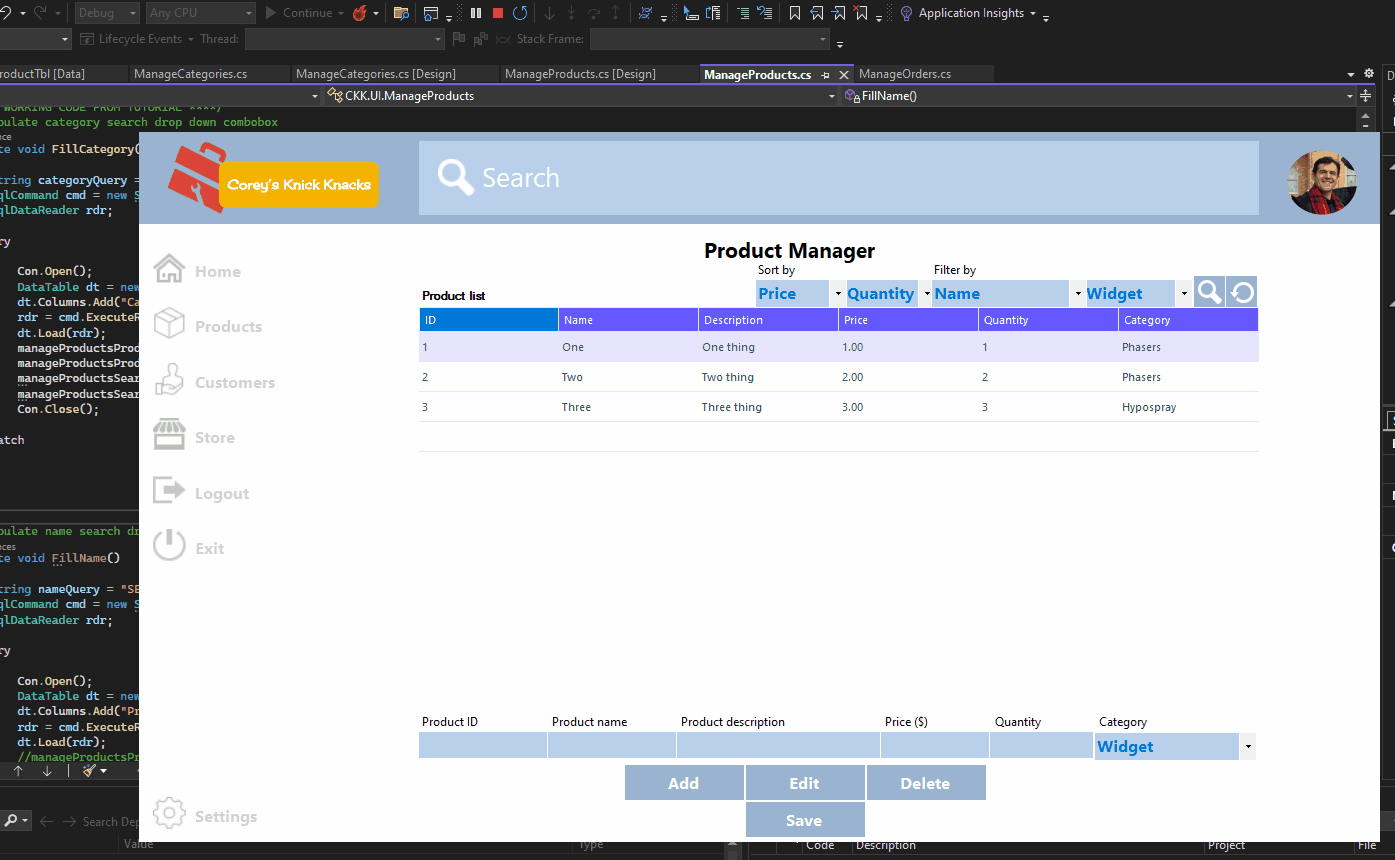 Debug Any CPU Continue Application Insights
Lifecycle Events Thread: Stack Frame:
roductTbl [Data] ManageCategories.cs ManageCategories.cs [Design] ManageProducts.cs [Design] ManageProducts.cs ManageOrders.cs
CKK.UI.ManageProducts FillName()
WORKING CODE FROM TUTORIAL ****/
pulate category search drop down combobox
nce
te void FillCategory(
tring categoryQuery =
qlCommand cmd = new S
qlDataReader rdr;
ry
Con.Open();
DataTable dt = new
dt.Columns.Add("Ca
rdr = cmd.ExecuteR
dt.Load(rdr);
manageProductsProd
manageProductsProd
manageProductsSear
manageProductsSear
Con.Close();
atch
pulate name search dr
nces
te void FillName()
tring nameQuery = "SE
qlCommand cmd = new S
qlDataReader rdr;
ry
Con.Open();
DataTable dt = new
dt.Columns.Add("Pr
rdr = cmd.ExecuteR
dt.Load(rdr);
//manageProductsPr
Search Dep
Value Type Code Description Project File
Corey's Knick Knacks
Search
Home
Products
Customers
Store
Logout
Exit
Settings
Product Manager
Sort by Filter by
Product list Price Quantity Name Widget
ID Name Description Price Quantity Category
1 One One thing 1.00 1 Phasers
2 Two Two thing 2.00 2 Phasers
3 Three Three thing 3.00 3 Hypospray
Product ID Product name Product description Price ($) Quantity Category
Widget
Add Edit Delete
Save